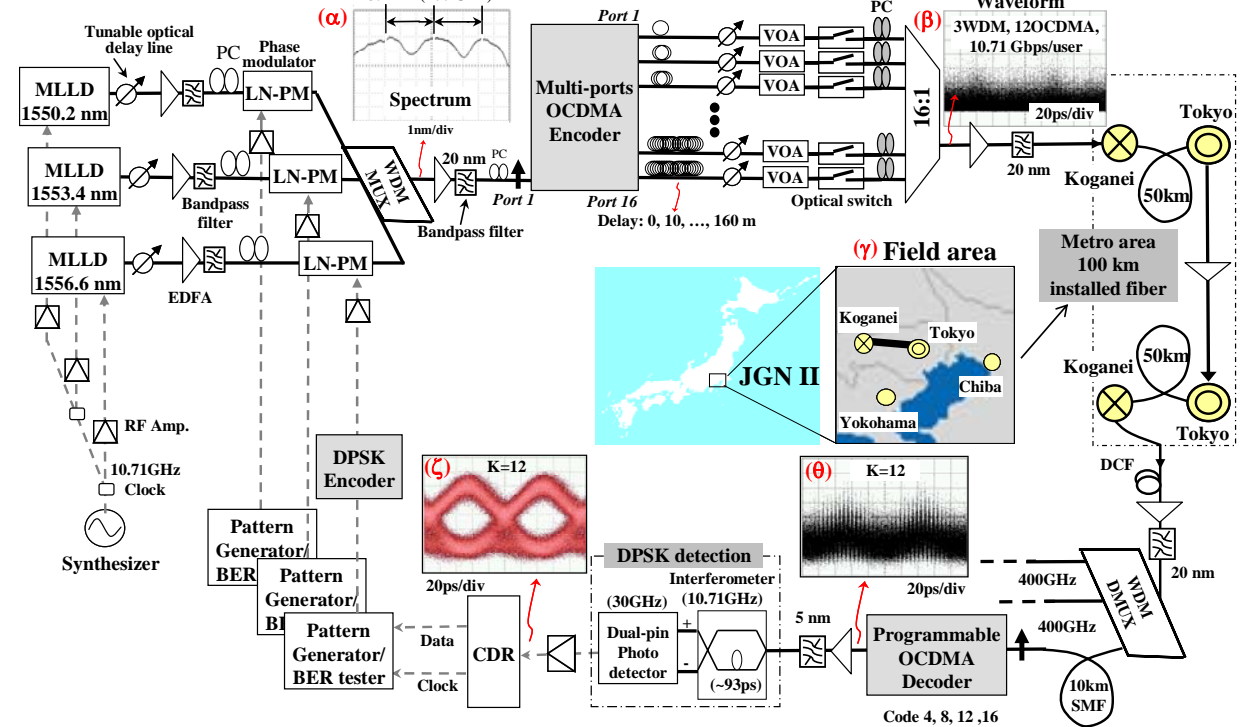 (α)
Port 1
PC
(β)
Waveform
Tunable optical
delay line
PC
Phase
modulator
MLLD
1550.2 nm
LN-PM
Spectrum
1nm/div
Multi-ports
OCDMA
Encoder
VOA
VOA
VOA
VOA
VOA
16:1
3WDM, 12OCDMA,
10.71 Gbps/user
20ps/div
20 nm
Koganei
Tokyo
50km
MLLD
1553.4 nm
Bandpass
filter
LN-PM
WDM
MUX
20 nm
PC
Port 1
Port 16
Bandpass filter
Delay: 0, 10, …, 160 m
Optical switch
MLLD
1556.6 nm
EDFA
LN-PM
(γ) Field area
Metro area
100 km
installed fiber
Koganei
Tokyo
Chiba
Yokohama
JGN II
Koganei
50km
Tokyo
RF Amp.
10.71GHz
Clock
Synthesizer
DPSK
Encoder
(ζ)
K=12
20ps/div
(θ)
K=12
20ps/div
DCF
20 nm
Pattern
Generator/
BER
Pattern
Generator/
Pattern
Generator/
BER tester
Data
Clock
CDR
DPSK detection
Interferometer
(30GHz)
(10.71GHz)
Dual-pin
Photo
detector
+
-
(~93ps)
5 nm
Programmable
OCDMA
Decoder
Code 4, 8, 12 ,16
400GHz
400GHz
WDM
DMUX
10km
SMF